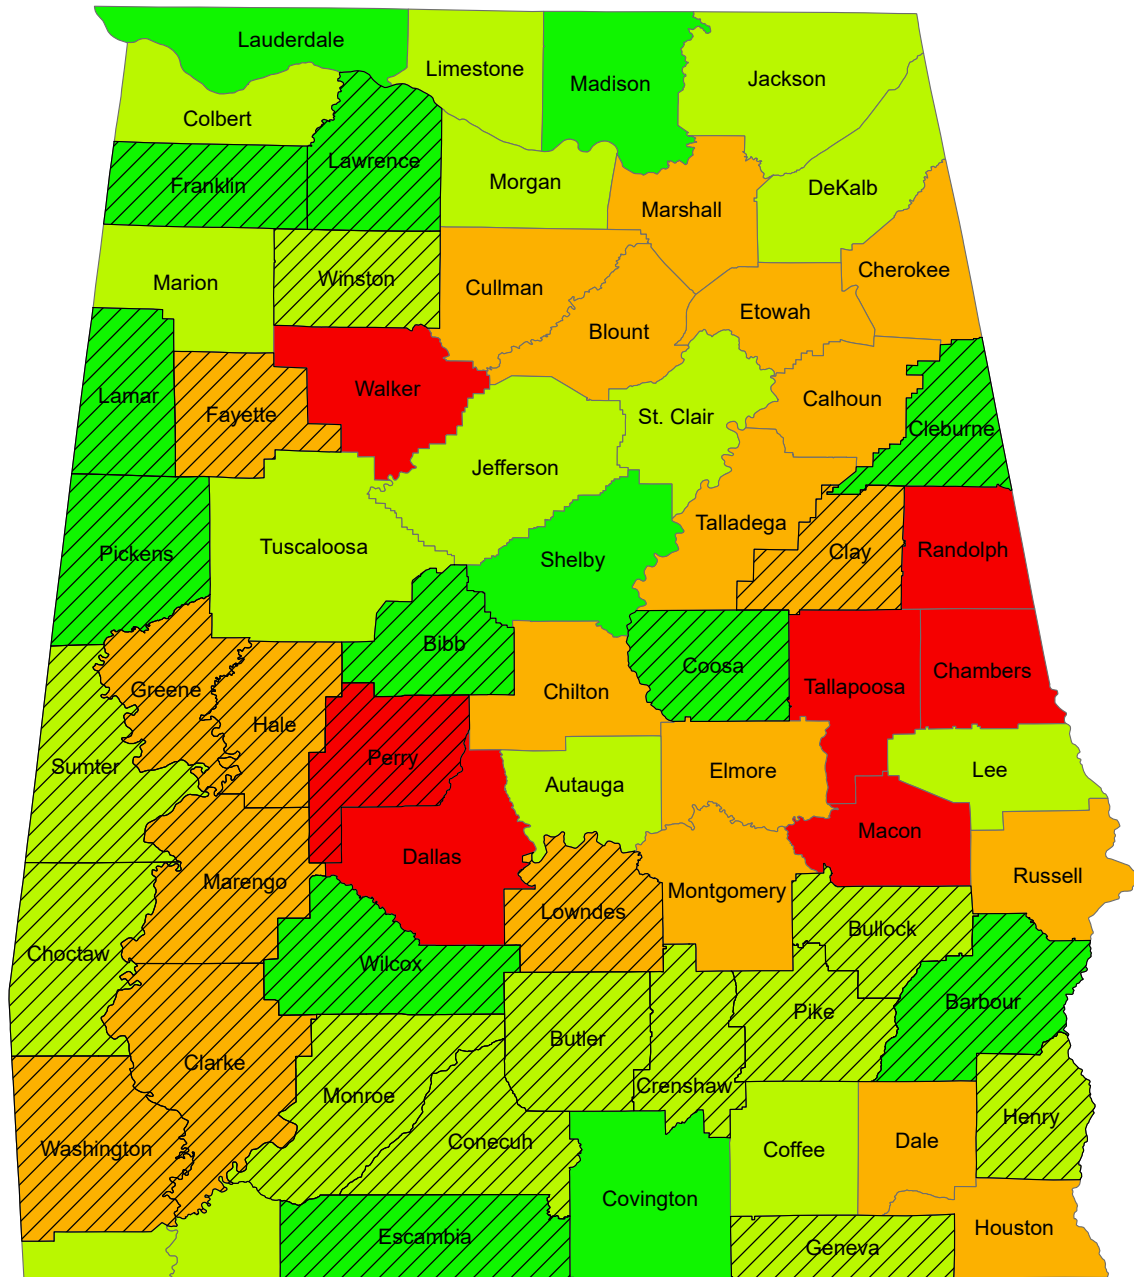 Lauderdale
Limestone
Madison
Jackson
Colbert
Lawrence
Franklin
Morgan
DeKalb
Marshall
Cherokee
Marion
Winston
Cullman
Etowah
Blount
Walker
Lamar
Fayette
Calhoun
St. Clair
Cleburne
Jefferson
Talladega
Tuscaloosa
Pickens
Shelby
Clay
Randolph
Bibb
Coosa
Chambers
Tallapoosa
Greene
Chilton
Hale
Perry
Sumter
Elmore
Lee
Autauga
Macon
Dallas
Russell
Marengo
Montgomery
Lowndes
Bullock
Choctaw
Wilcox
Barbour
Pike
Butler
Clarke
Crenshaw
Monroe
Henry
Conecuh
Dale
Washington
Coffee
Covington
Houston
Escambia
Geneva